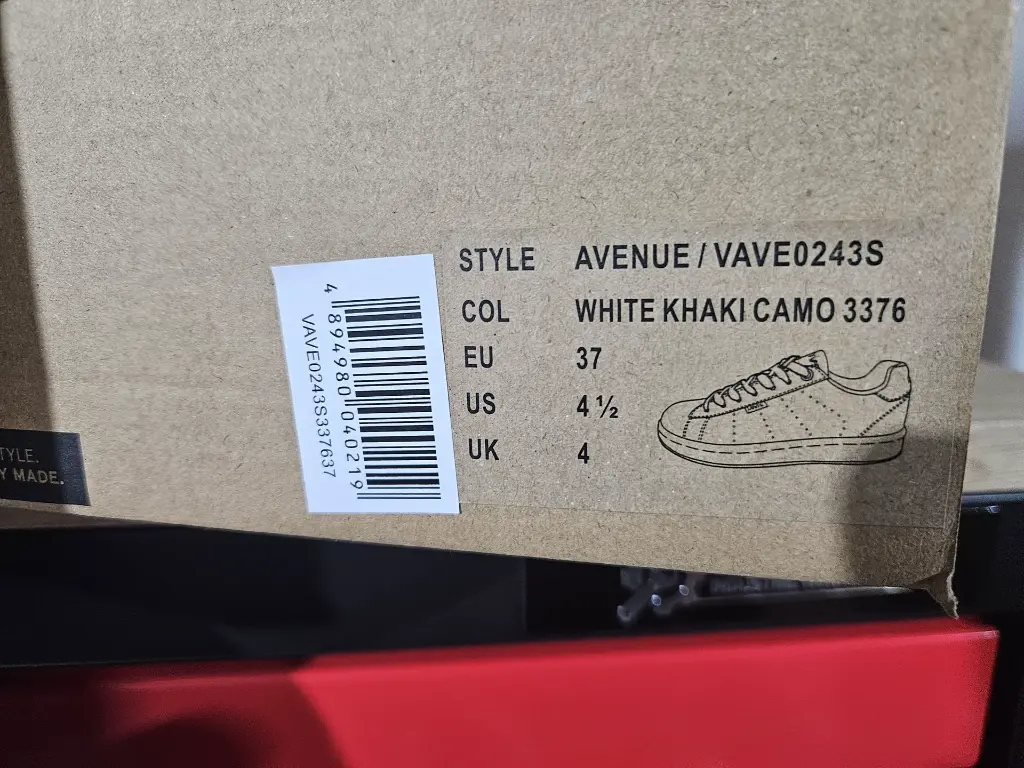 STYLE AVENUE / VAVE0243S
COL WHITE KHAKI CAMO 3376
EU 37
US 4 ½
UK 4
4 894980 040219
VAVE0243S337637
TYLE.
Y MADE.